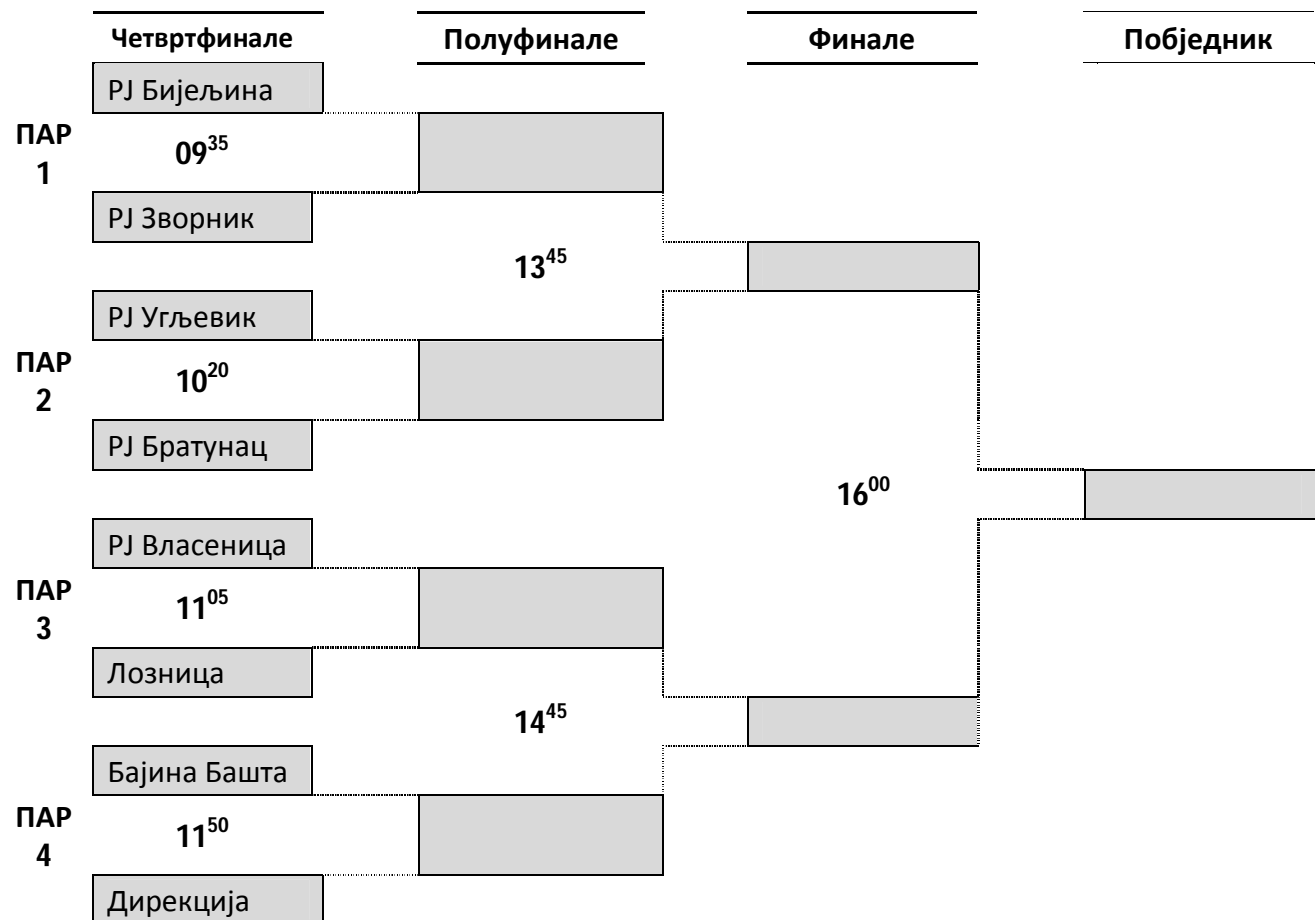 Четвртфинале Полуфинале Финале Побједник
РЈ Бијељина
ПАР
1
09³⁵
РЈ Зворник
13⁴⁵
РЈ Угљевик
ПАР
2
10²⁰
РЈ Братунац
16⁰⁰
РЈ Власеница
ПАР
3
11⁰⁵
Лозница
14⁴⁵
Бајина Башта
ПАР
4
11⁵⁰
Дирекција